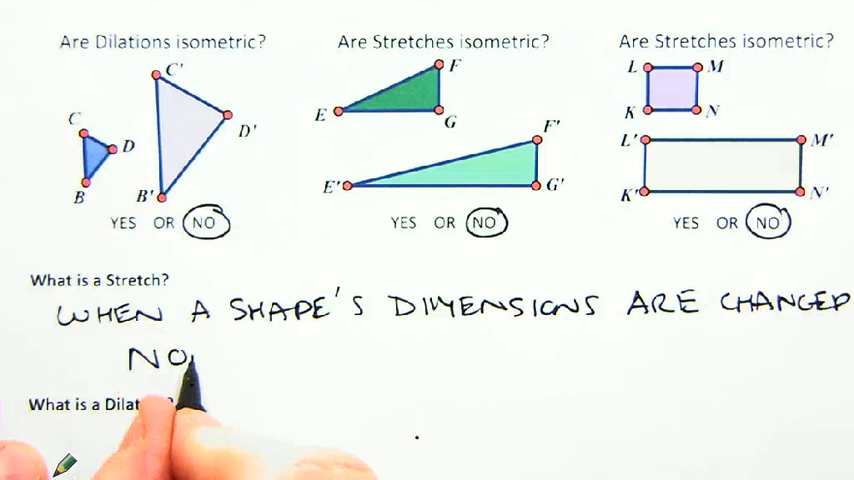 Are Dilations isometric?
Are Stretches isometric?
Are Stretches isometric?
C'
C
D
D'
B
B'
F
E
G
F'
E'
G'
L
M
K
N
L'
M'
K'
N'
YES OR NO
YES OR NO
YES OR NO
What is a Stretch?
WHEN A SHAPE'S DIMENSIONS ARE CHANGED
NO
What is a Dilat ?